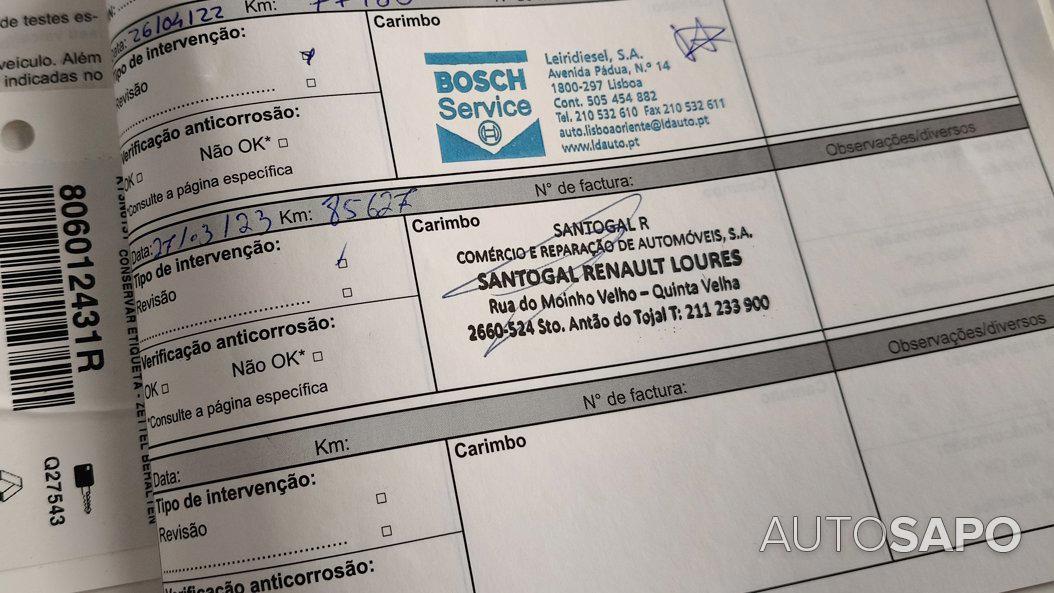 de testes es-
veículo. Além
indicadas no
806012431R
CONSERVAR ETIQUETA - ZETTEL BEHALTEN
Q27543
Data: 26/04/22 Km:
Tipo de intervenção:
Revisão
Verificação anticorrosão:
Não OK*
OK
*Consulte a página específica
Carimbo
BOSCH
Service
Leiridiesel, S.A.
Avenida Pádua, N.º 14
1800-297 Lisboa
Cont. 505 454 882
Tel. 210 532 610 Fax 210 532 611
auto.lisboaoriente@ldauto.pt
www.ldauto.pt
N° de factura:
Observações/diversos
Data: 27/03/23 Km: 85627
Tipo de intervenção:
Revisão
Verificação anticorrosão:
Não OK*
OK
*Consulte a página específica
Carimbo
SANTOGAL R
COMÉRCIO E REPARAÇÃO DE AUTOMÓVEIS, S.A.
SANTOGAL RENAULT LOURES
Rua do Moinho Velho – Quinta Velha
2660-524 Sto. Antão do Tojal T: 211 233 900
N° de factura:
Observações/diversos
Data: Km:
Tipo de intervenção:
Revisão
Verificação anticorrosão:
Carimbo
AUTOSAPO